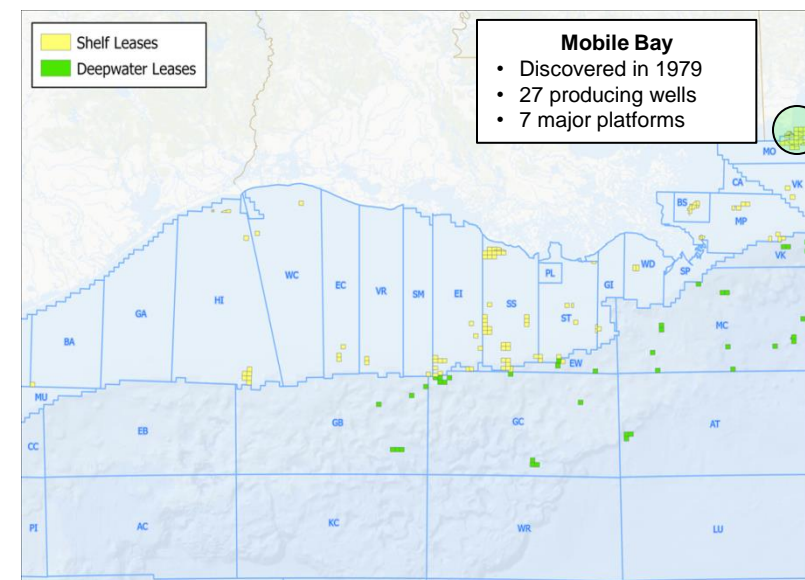 Shelf Leases
Deepwater Leases
Mobile Bay
• Discovered in 1979
• 27 producing wells
• 7 major platforms
MO
CA
VK
BS
MP
VK
WD
SP
PL
GI
WC
EC
VR
SM
EI
SS
ST
HI
GA
BA
MC
EW
MU
CC
EB
GB
GC
AT
PI
AC
KC
WR
LU